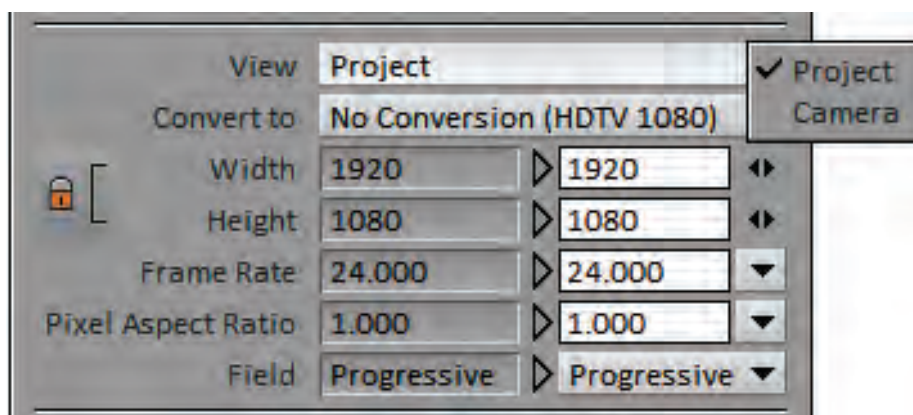 View Project ✓ Project
Convert to No Conversion (HDTV 1080) Camera
Width 1920 1920
Height 1080 1080
Frame Rate 24.000 24.000
Pixel Aspect Ratio 1.000 1.000
Field Progressive Progressive